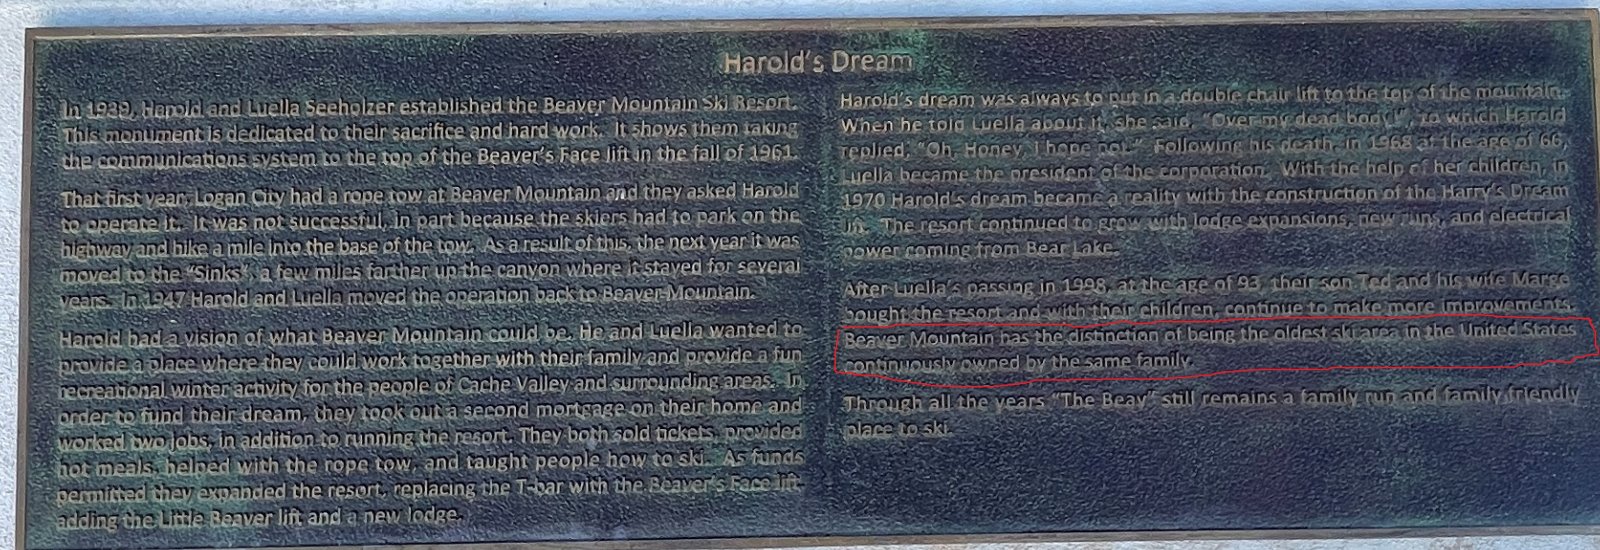 Harold's Dream
In 1939, Harold and Luella Seeholzer established the Beaver Mountain Ski Resort.
This monument is dedicated to their sacrifice and hard work. It shows them taking
the communications system to the top of the Beaver's Face lift in the fall of 1961.
That first year, Logan City had a rope tow at Beaver Mountain and they asked Harold
to operate it. It was not successful, in part because the skiers had to park on the
highway and hike a mile into the base of the tow. As a result of this, the next year it was
moved to the "Sinks", a few miles farther up the canyon where it stayed for several
years. In 1947 Harold and Luella moved the operation back to Beaver Mountain.
Harold had a vision of what Beaver Mountain could be. He and Luella wanted to
provide a place where they could work together with their family and provide a fun
recreational winter activity for the people of Cache Valley and surrounding areas. In
order to fund their dream, they took out a second mortgage on their home and
worked two jobs, in addition to running the resort. They both sold tickets, provided
hot meals, helped with the rope tow, and taught people how to ski. As funds
permitted they expanded the resort, replacing the T-bar with the Beaver's Face lift
adding the Little Beaver lift and a new lodge.
Harold's dream was always to put in a double chair lift to the top of the mountain.
When he told Luella about it, she said, "Over my dead body!", to which Harold
replied, "Oh, Honey, I hope not." Following his death, in 1968 at the age of 66,
Luella became the president of the corporation. With the help of her children, in
1970 Harold's dream became a reality with the construction of the Harry's Dream
lift. The resort continued to grow with lodge expansions, new runs, and electrical
power coming from Bear Lake.
After Luella's passing in 1998, at the age of 93, their son Ted and his wife Marge
bought the resort and with their children, continue to make more improvements.
Beaver Mountain has the distinction of being the oldest ski area in the United States
continuously owned by the same family.
Through all the years "The Beav" still remains a family run and family friendly
place to ski.